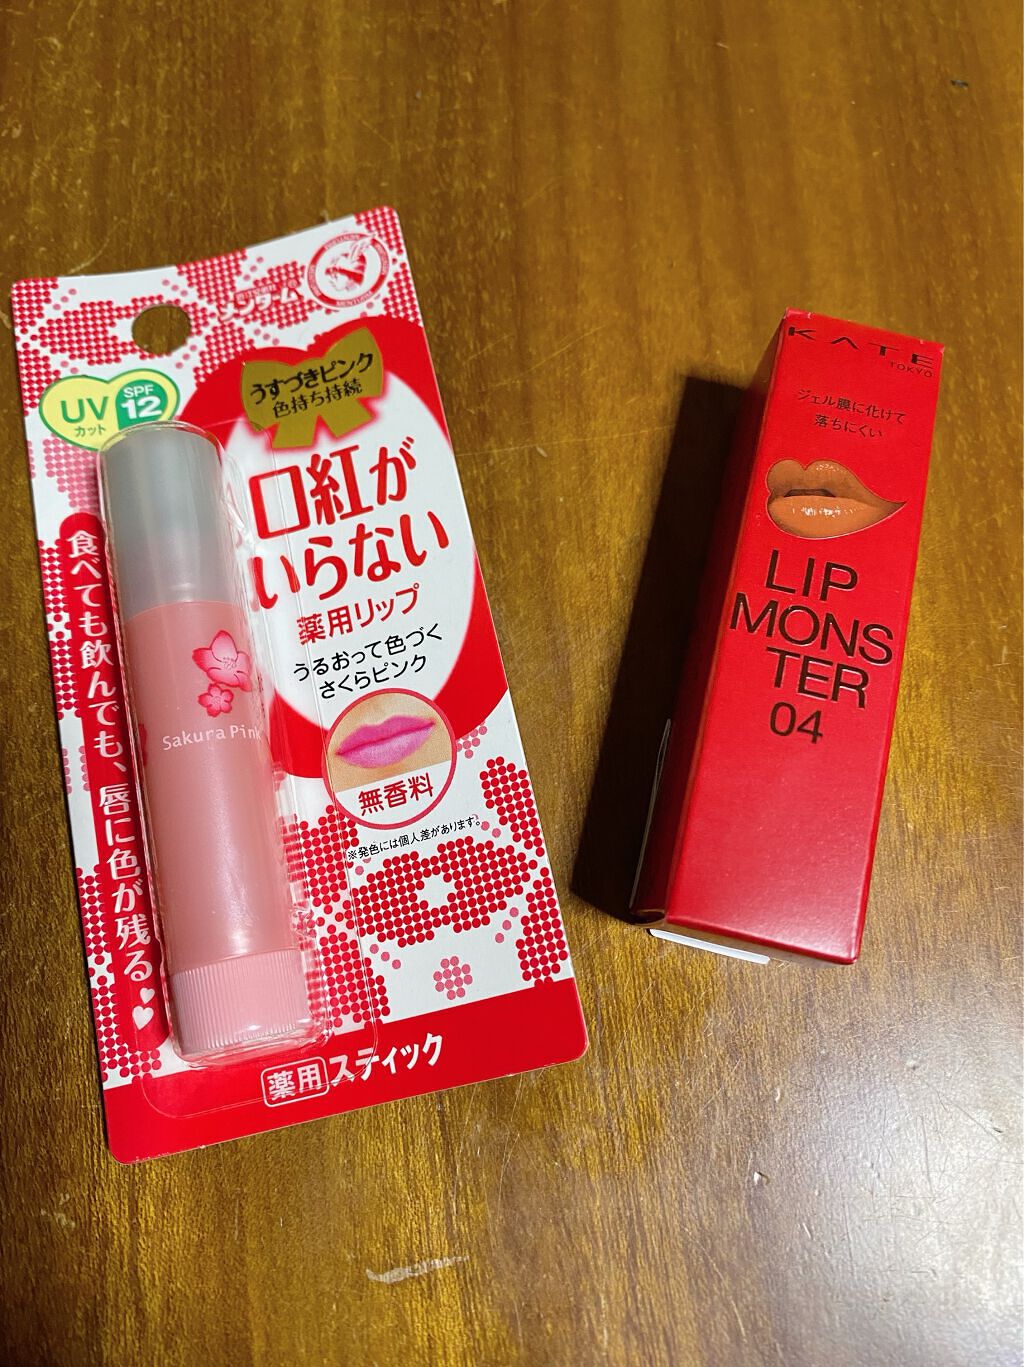 メンターム
うすづきピンク
色持ち持続
UV
カット
SPF
12
口紅が
いらない
薬用リップ
うるおって色づく
さくらピンク
無香料
※発色には個人差があります。
食べても飲んでも、唇に色が残る♥♥
Sakura Pink
薬用スティック
KATE
TOKYO
ジェル膜に化けて
落ちにくい
LIP
MONS
TER
04